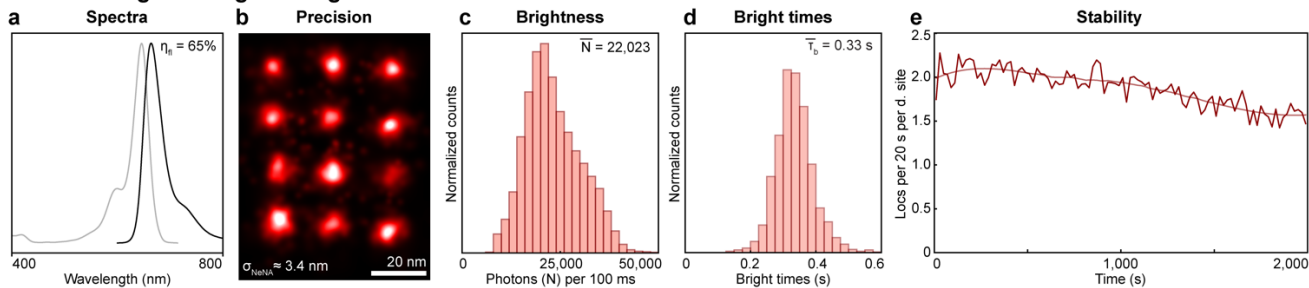 a Spectra
ηfl = 65%
400 800
Wavelength (nm)
b Precision
σNeNA ≈ 3.4 nm
20 nm
c Brightness
N̅ = 22,023
Normalized counts
25,000 50,000
Photons (N) per 100 ms
d Bright times
τ̅b = 0.33 s
Normalized counts
0.2 0.4 0.6
Bright times (s)
e Stability
2.5
2.0
1.5
1.0
0.5
0
Locs per 20 s per d. site
0 1,000 2,000
Time (s)